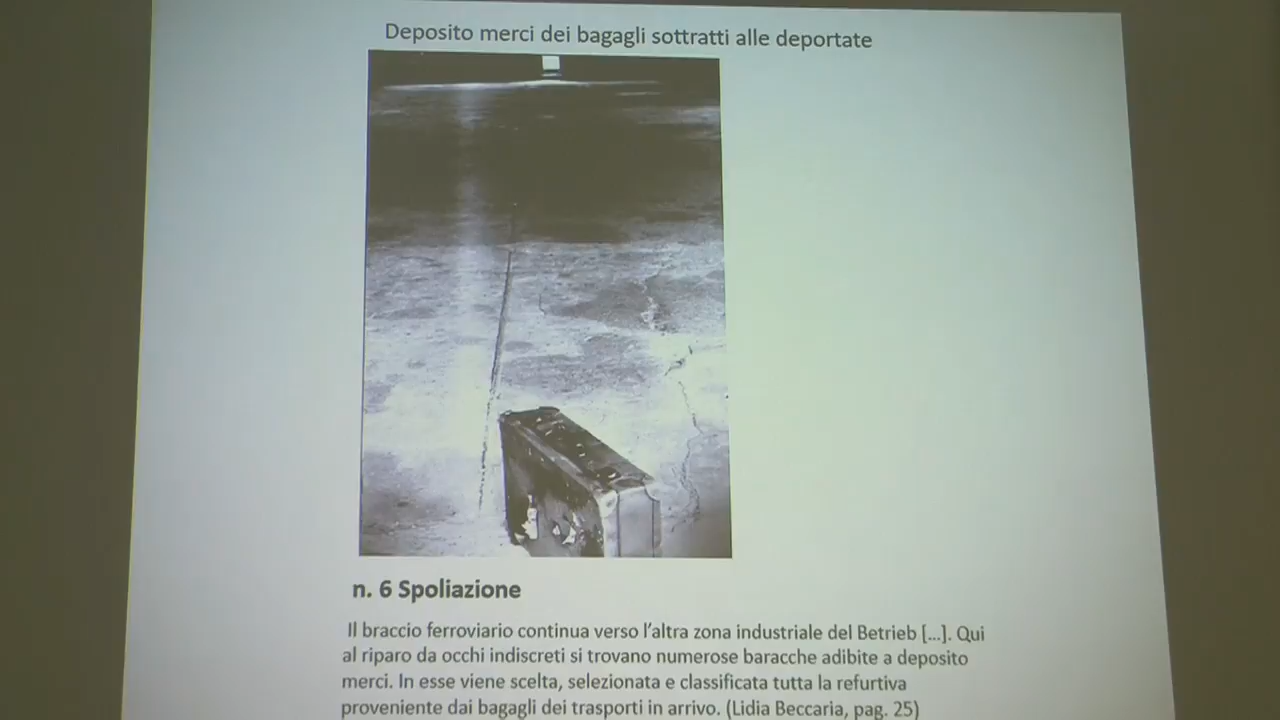 Deposito merci dei bagagli sottratti alle deportate
n. 6 Spoliazione
Il braccio ferroviario continua verso l'altra zona industriale del Betrieb [...]. Qui
al riparo da occhi indiscreti si trovano numerose baracche adibite a deposito
merci. In esse viene scelta, selezionata e classificata tutta la refurtiva
proveniente dai bagagli dei trasporti in arrivo. (Lidia Beccaria, pag. 25)